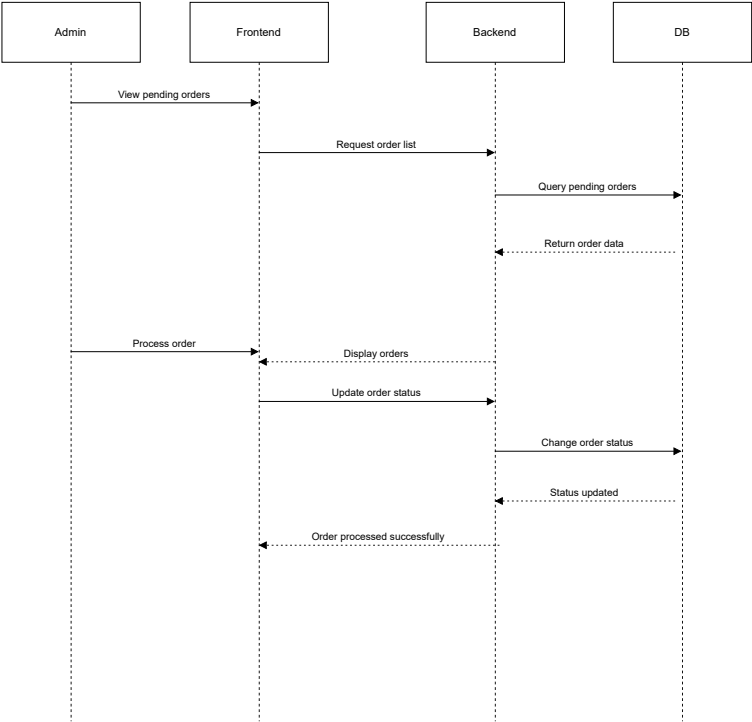 Admin
Frontend
Backend
DB
View pending orders
Request order list
Query pending orders
Return order data
Process order
Display orders
Update order status
Change order status
Status updated
Order processed successfully